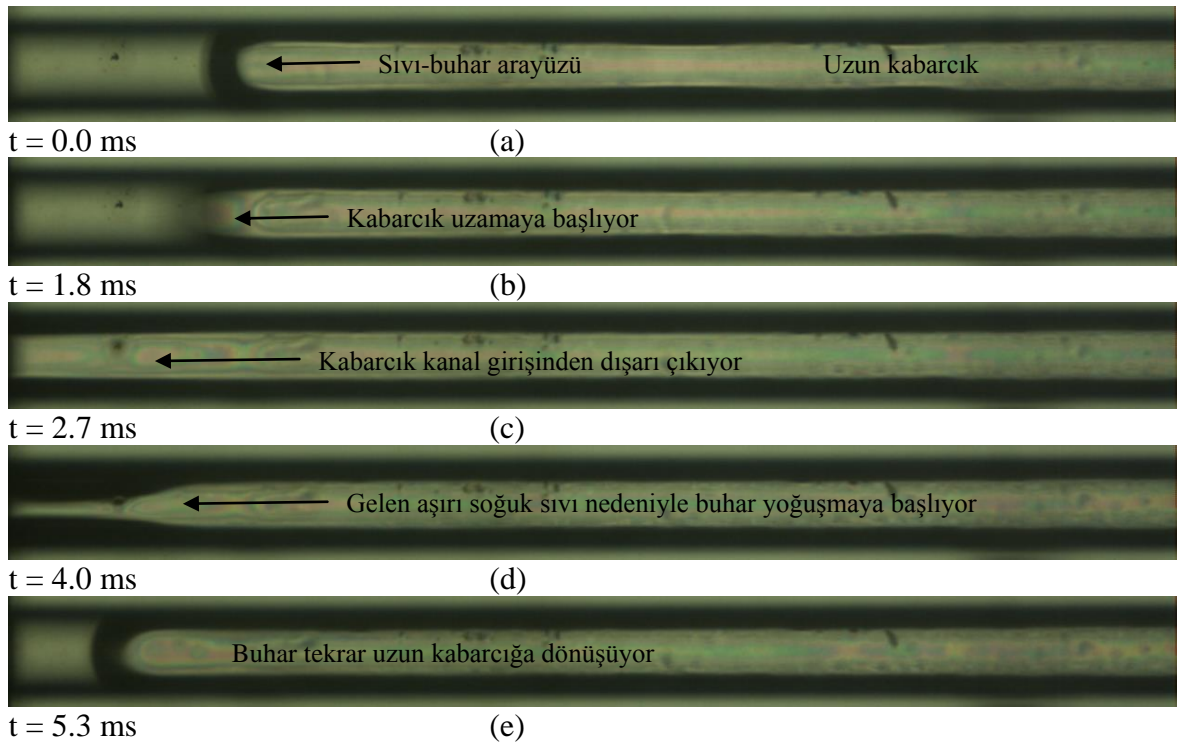 Sıvı-buhar arayüzü Uzun kabarcık
t = 0.0 ms (a)
Kabarcık uzamaya başlıyor
t = 1.8 ms (b)
Kabarcık kanal girişinden dışarı çıkıyor
t = 2.7 ms (c)
Gelen aşırı soğuk sıvı nedeniyle buhar yoğuşmaya başlıyor
t = 4.0 ms (d)
Buhar tekrar uzun kabarcığa dönüşüyor
t = 5.3 ms (e)